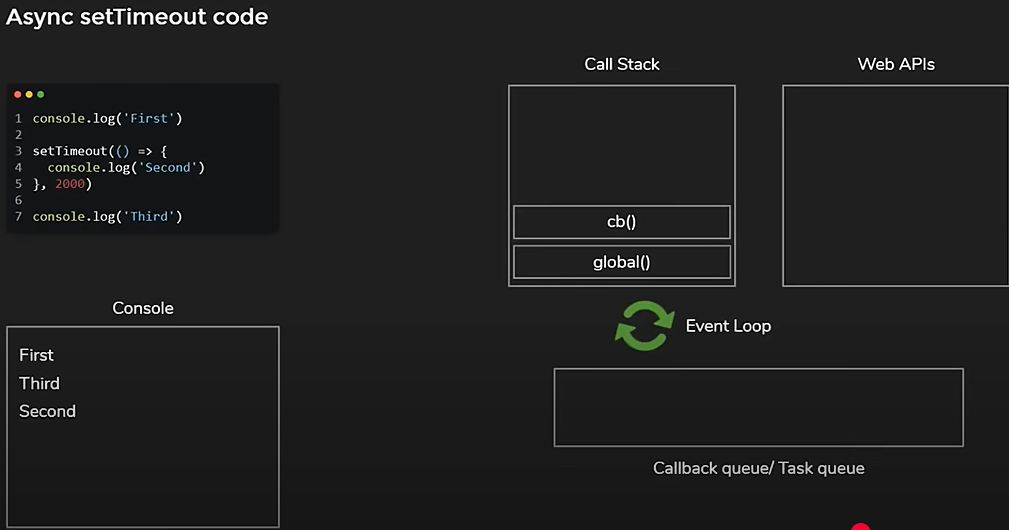 Async setTimeout code
1 console.log('First')
2
3 setTimeout(() => {
4   console.log('Second')
5 }, 2000)
6
7 console.log('Third')
Console
First
Third
Second
Call Stack
cb()
global()
Web APIs
Event Loop
Callback queue/ Task queue